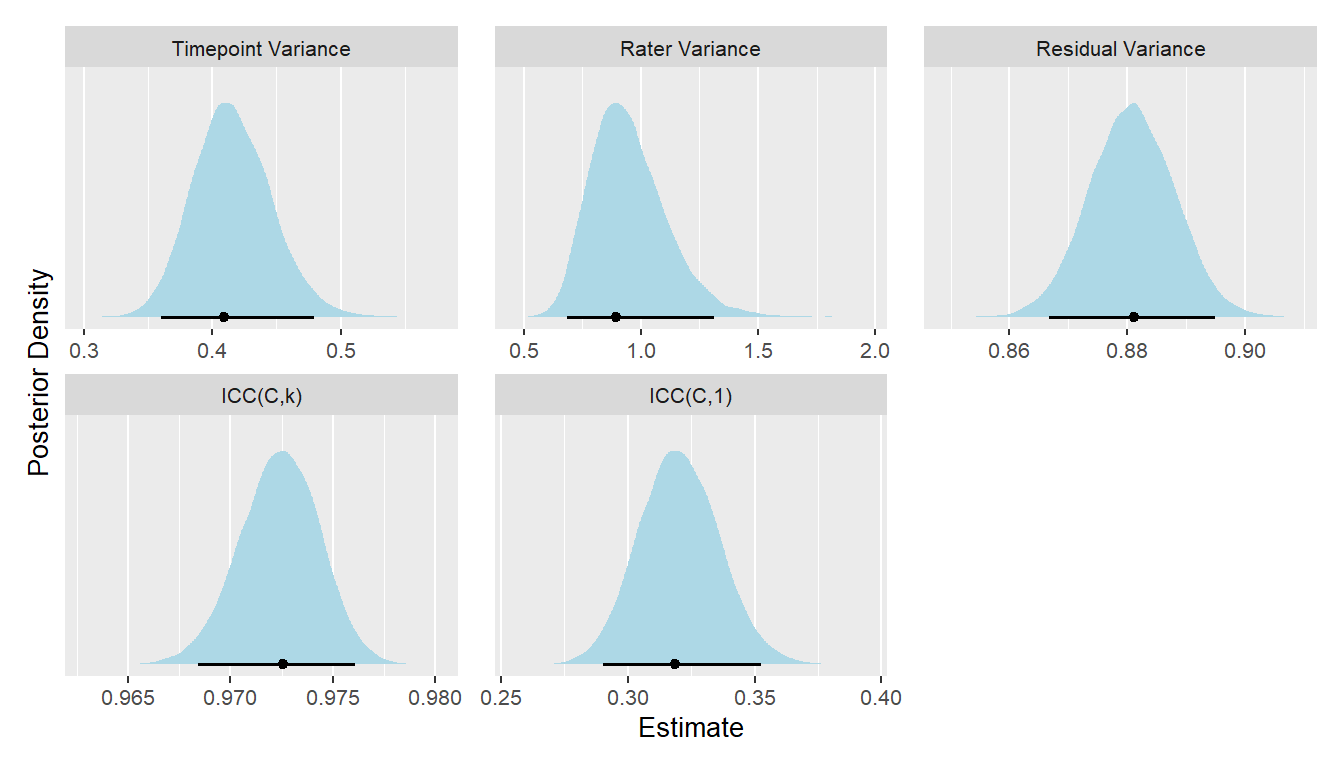 Timepoint Variance
Rater Variance
Residual Variance
0.3 0.4 0.5
0.5 1.0 1.5 2.0
0.86 0.88 0.90
ICC(C,k)
ICC(C,1)
0.965 0.970 0.975 0.980
0.25 0.30 0.35 0.40
Posterior Density
Estimate